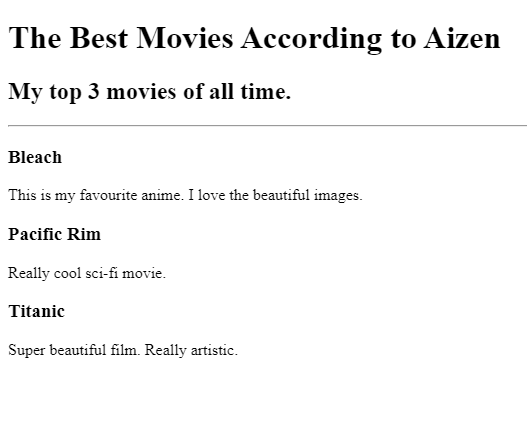 The Best Movies According to Aizen
My top 3 movies of all time.
Bleach
This is my favourite anime. I love the beautiful images.
Pacific Rim
Really cool sci-fi movie.
Titanic
Super beautiful film. Really artistic.